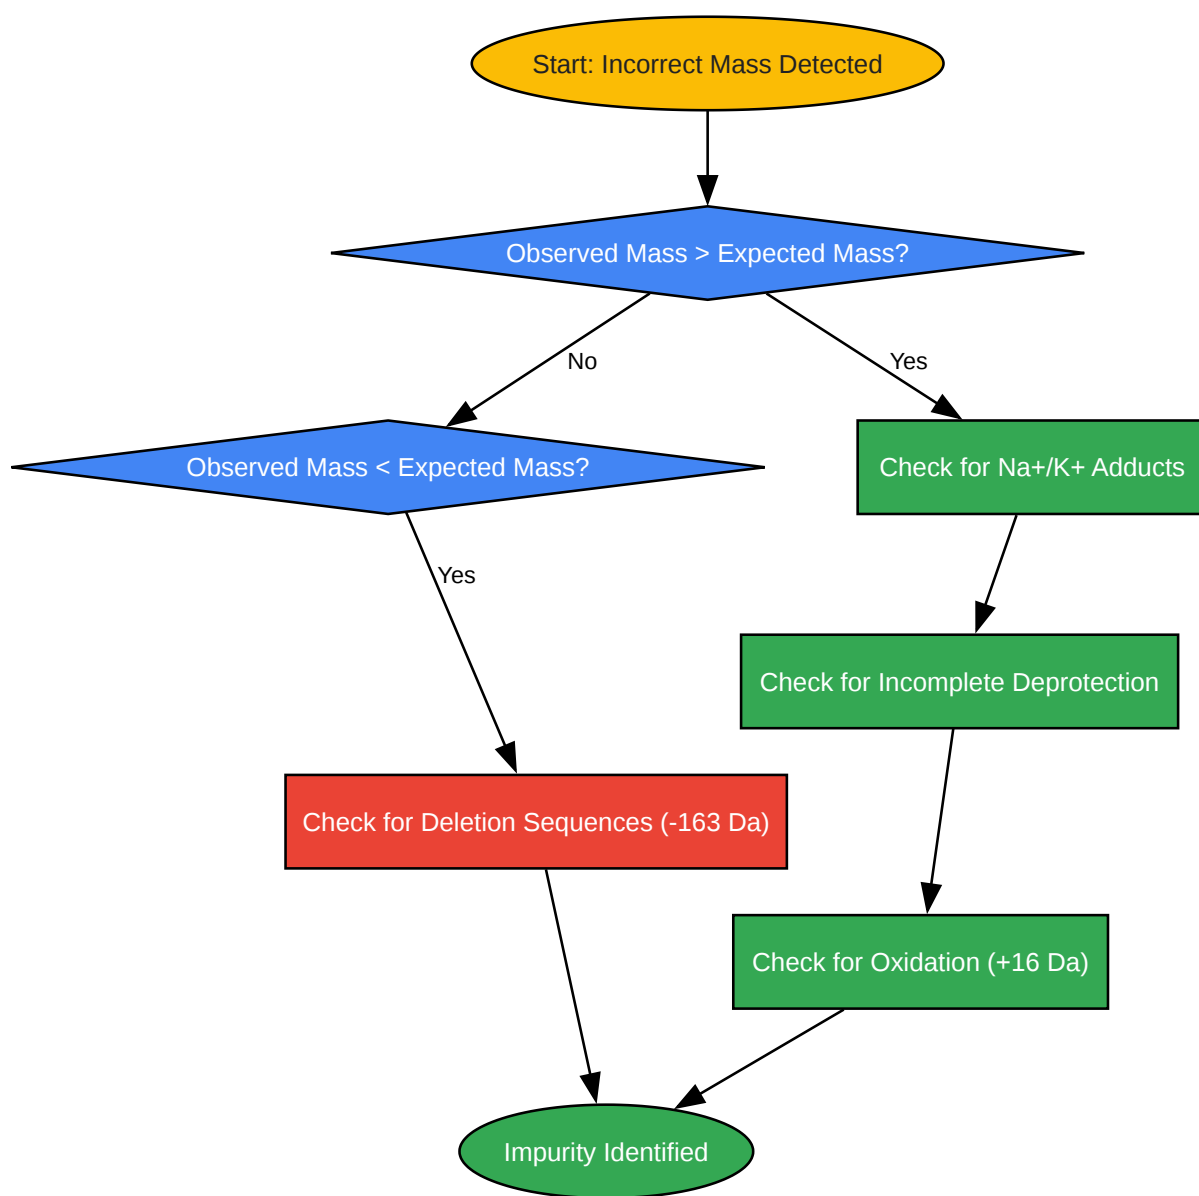 Start: Incorrect Mass Detected
Observed Mass > Expected Mass?
No
Yes
Observed Mass < Expected Mass?
Check for Na+/K+ Adducts
Yes
Check for Incomplete Deprotection
Check for Deletion Sequences (-163 Da)
Check for Oxidation (+16 Da)
Impurity Identified